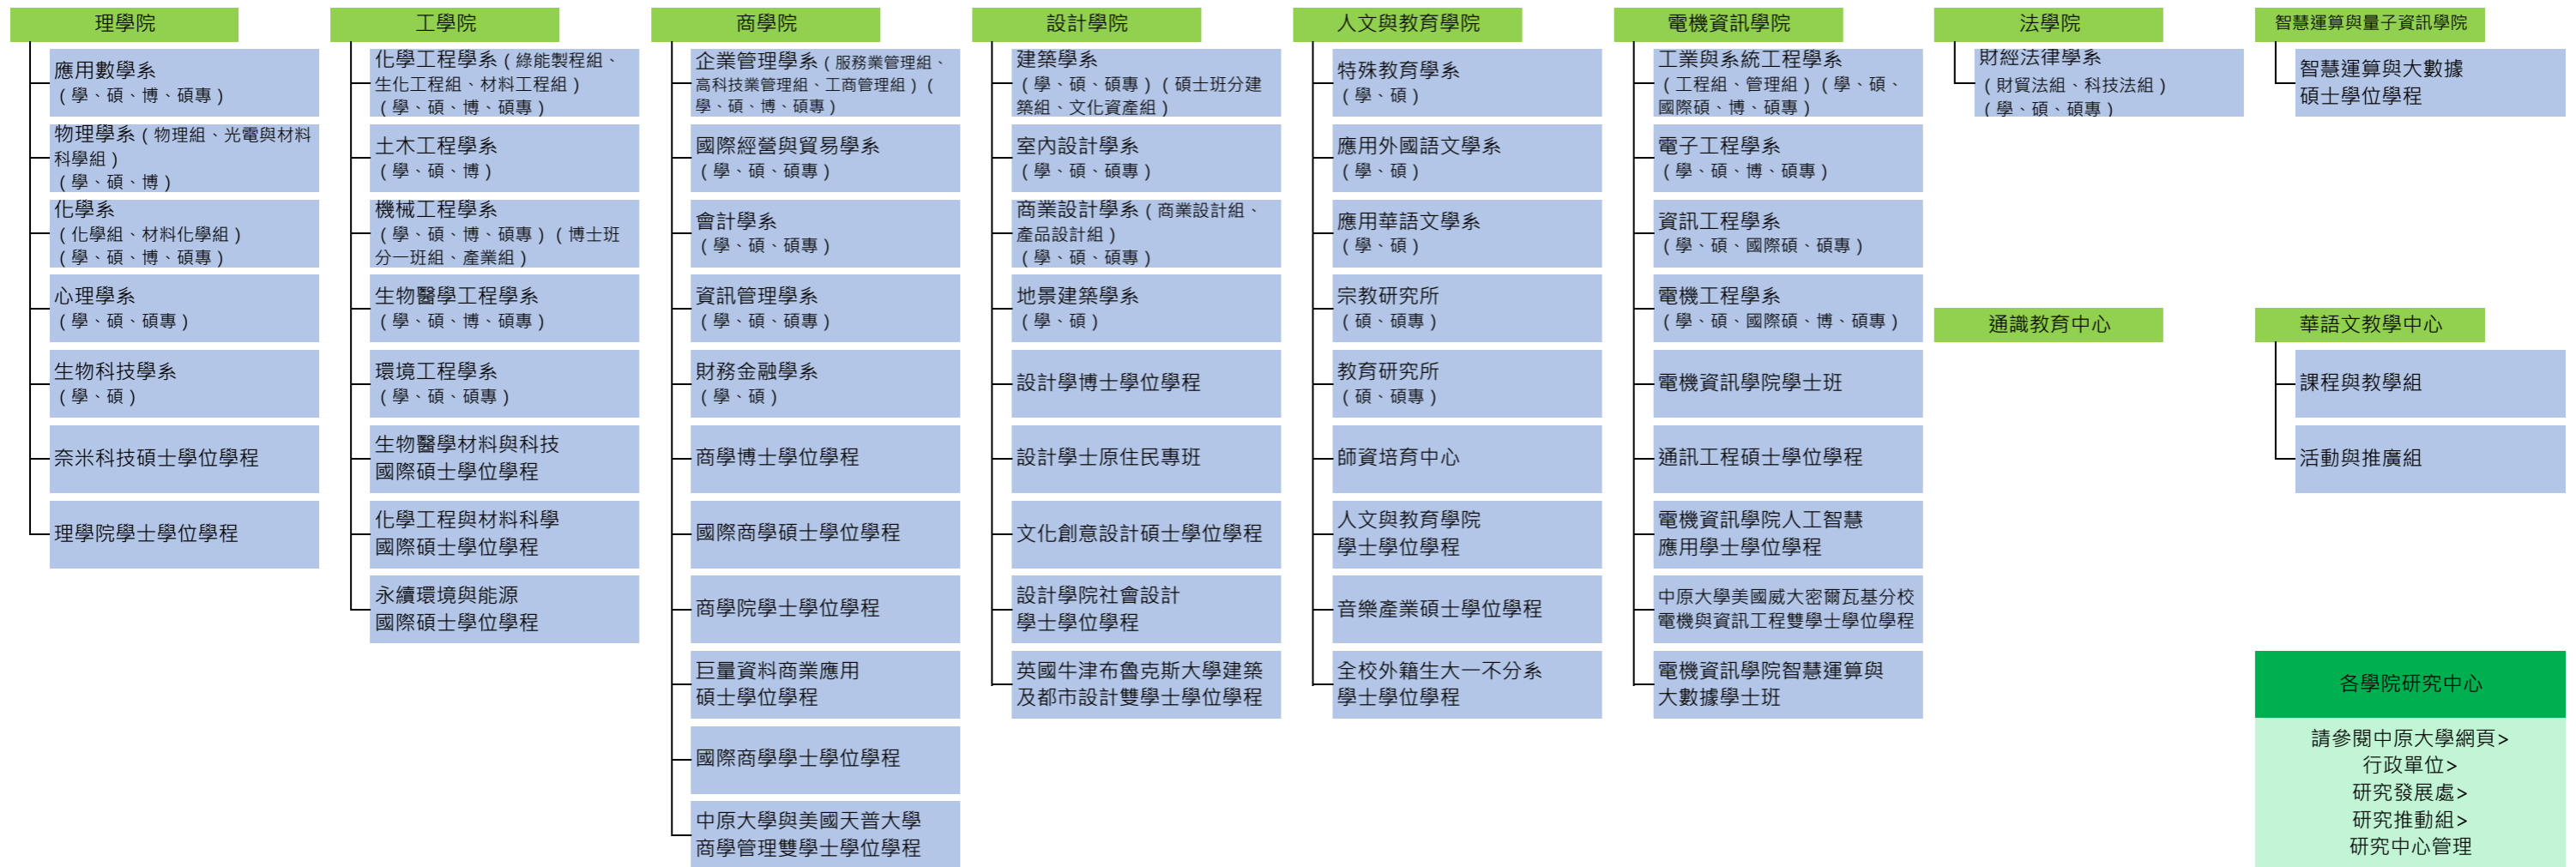 理學院
應用數學系
(學、碩、博、碩專)
物理學系(物理組、光電與材料
科學組)
(學、碩、博)
化學系
(化學組、材料化學組)
(學、碩、博、碩專)
心理學系
(學、碩、碩專)
生物科技學系
(學、碩)
奈米科技碩士學位學程
理學院學士學位學程
工學院
化學工程學系(綠能製程組、
生化工程組、材料工程組)
(學、碩、博、碩專)
土木工程學系
(學、碩、博)
機械工程學系
(學、碩、博、碩專)(博士班
分一班組、產業組)
生物醫學工程學系
(學、碩、博、碩專)
環境工程學系
(學、碩、碩專)
生物醫學材料與科技
國際碩士學位學程
化學工程與材料科學
國際碩士學位學程
永續環境與能源
國際碩士學位學程
商學院
企業管理學系(服務業管理組、
高科技業管理組、工商管理組)(
學、碩、博、碩專)
國際經營與貿易學系
(學、碩、碩專)
會計學系
(學、碩、碩專)
資訊管理學系
(學、碩、碩專)
財務金融學系
(學、碩)
商學博士學位學程
國際商學碩士學位學程
商學院學士學位學程
巨量資料商業應用
碩士學位學程
國際商學學士學位學程
中原大學與美國天普大學
商學管理雙學士學位學程
設計學院
建築學系
(學、碩、碩專)(碩士班分建
築組、文化資產組)
室內設計學系
(學、碩、碩專)
商業設計學系(商業設計組、
產品設計組)
(學、碩、碩專)
地景建築學系
(學、碩)
設計學博士學位學程
設計學士原住民專班
文化創意設計碩士學位學程
設計學院社會設計
學士學位學程
英國牛津布魯克斯大學建築
及都市設計雙學士學位學程
人文與教育學院
特殊教育學系
(學、碩)
應用外國語文學系
(學、碩)
應用華語文學系
(學、碩)
宗教研究所
(碩、碩專)
教育研究所
(碩、碩專)
師資培育中心
人文與教育學院
學士學位學程
音樂產業碩士學位學程
全校外籍生大一不分系
學士學位學程
電機資訊學院
工業與系統工程學系
(工程組、管理組)(學、碩、
國際碩、博、碩專)
電子工程學系
(學、碩、博、碩專)
資訊工程學系
(學、碩、國際碩、碩專)
電機工程學系
(學、碩、國際碩、博、碩專)
電機資訊學院學士班
通訊工程碩士學位學程
電機資訊學院人工智慧
應用學士學位學程
中原大學美國威大密爾瓦基分校
電機與資訊工程雙學士學位學程
電機資訊學院智慧運算與
大數據學士班
法學院
財經法律學系
(財貿法組、科技法組)
(學、碩、碩專)
通識教育中心
智慧運算與量子資訊學院
智慧運算與大數據
碩士學位學程
華語文教學中心
課程與教學組
活動與推廣組
各學院研究中心
請參閱中原大學網頁>
行政單位>
研究發展處>
研究推動組>
研究中心管理